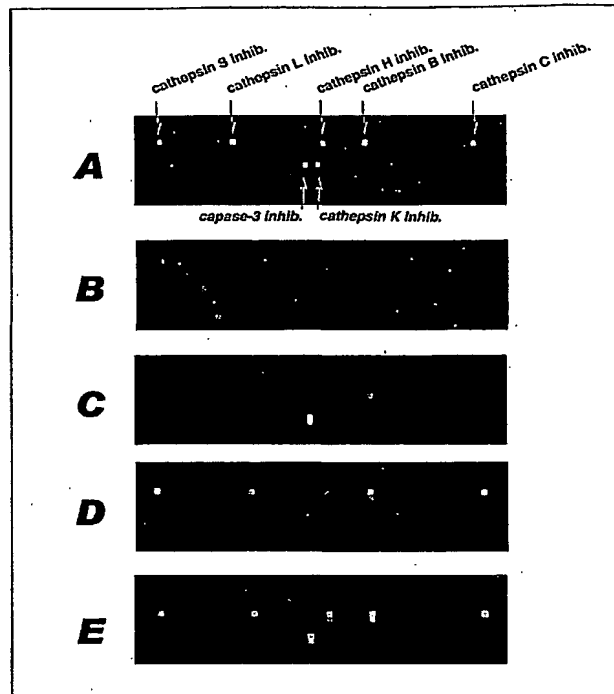 cathepsin S Inhib.
cathepsin L Inhib.
cathepsin H Inhib.
cathepsin B Inhib.
cathepsin C Inhib.
A
capase-3 Inhib.
cathepsin K Inhib.
B
C
D
E